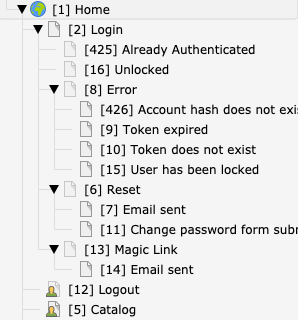 [1] Home
[2] Login
[425] Already Authenticated
[16] Unlocked
[8] Error
[426] Account hash does not exi
[9] Token expired
[10] Token does not exist
[15] User has been locked
[6] Reset
[7] Email sent
[11] Change password form sub
[13] Magic Link
[14] Email sent
[12] Logout
[5] Catalog